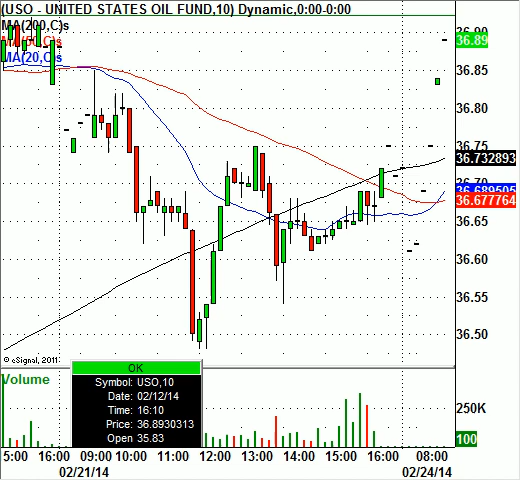 (USO - UNITED STATES OIL FUND,10) Dynamic,0:00-0:00
MA(200,C)s
MA(50,C)s
MA(20,C)s
36.90
36.89
36.85
36.80
36.75
36.732893
36.70
36.689505
36.677764
36.65
36.60
36.55
36.50
© eSignal, 2011
Volume
OK
Symbol: USO,10
Date: 02/12/14
Time: 16:10
Price: 36.8930313
Open 35.83
250K
100
5:00 16:00 09:00 10:00 12:00 13:00 14:00 15:00 16:00 08:00
02/21/14 02/24/14